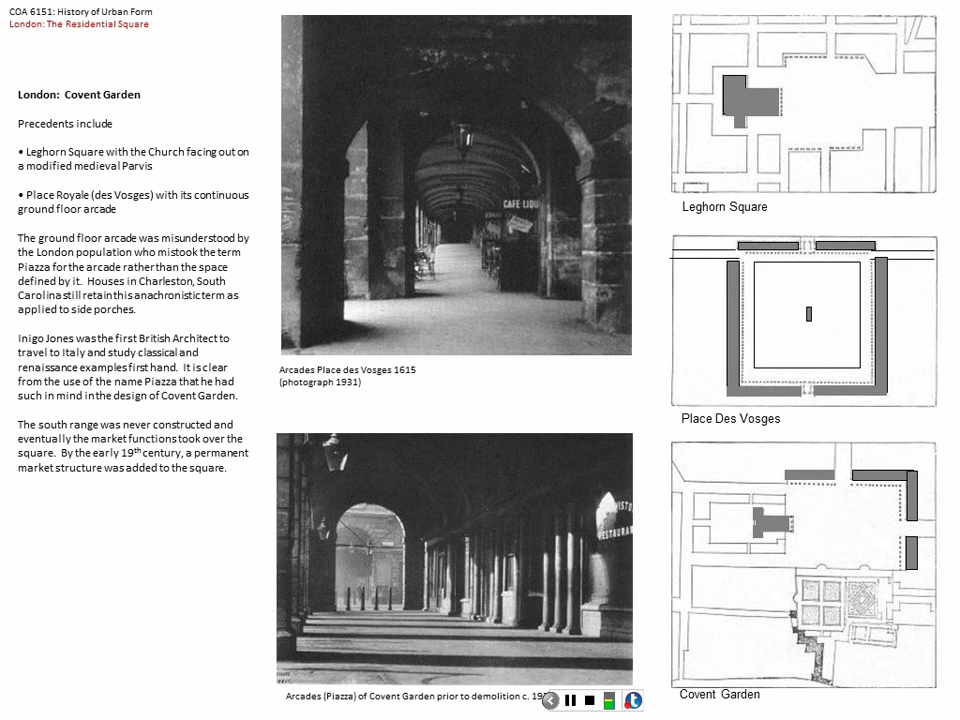 COA 6151: History of Urban Form
London: The Residential Square
London: Covent Garden
Precedents include
• Leghorn Square with the Church facing out on
a modified medieval Parvis
• Place Royale (des Vosges) with its continuous
ground floor arcade
The ground floor arcade was misunderstood by
the London population who mistook the term
Piazza for the arcade rather than the space
defined by it. Houses in Charleston, South
Carolina still retain this anachronistic term as
applied to side porches.
Inigo Jones was the first British Architect to
travel to Italy and study classical and
renaissance examples first hand. It is clear
from the use of the name Piazza that he had
such in mind in the design of Covent Garden.
The south range was never constructed and
eventually the market functions took over the
square. By the early 19th century, a permanent
market structure was added to the square.
CAFE-LIQU
Arcades Place des Vosges 1615
(photograph 1931)
VISTO
RESTAURAN
Arcades (Piazza) of Covent Garden prior to demolition c.
Leghorn Square
Place Des Vosges
Covent Garden